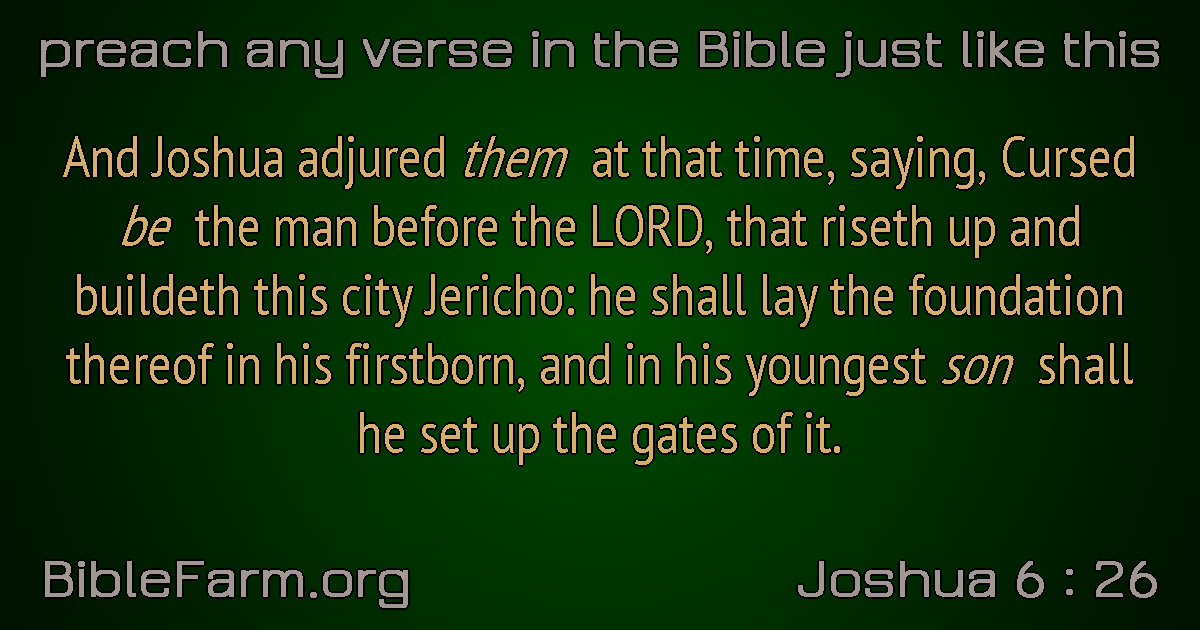 preach any verse in the Bible just like this
And Joshua adjured them at that time, saying, Cursed
be the man before the LORD, that riseth up and
buildeth this city Jericho: he shall lay the foundation
thereof in his firstborn, and in his youngest son shall
he set up the gates of it.
BibleFarm.org
Joshua 6 : 26